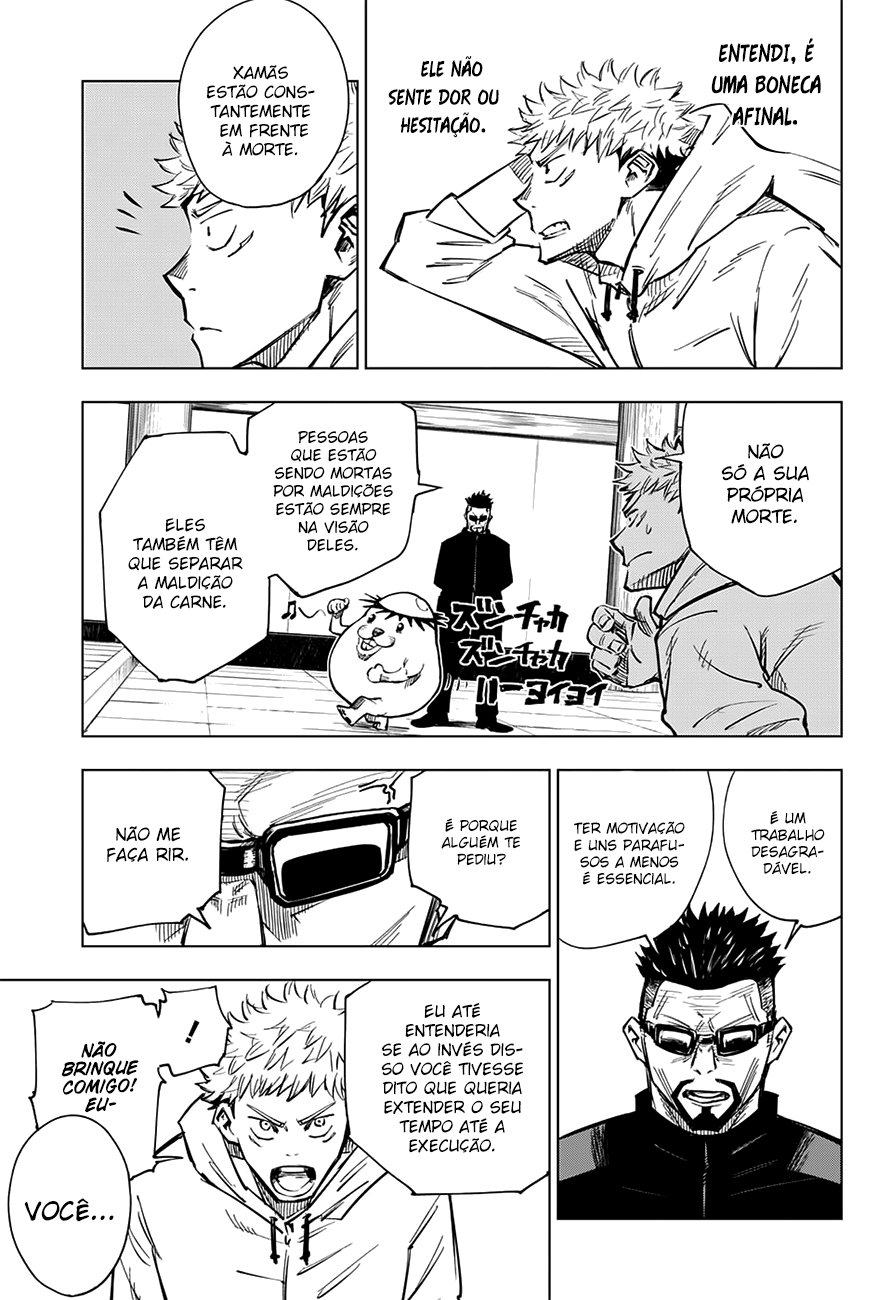 ENTENDI, É
UMA BONECA
AFINAL.
ELE NÃO
SENTE DOR OU
HESITAÇÃO.
XAMÃS
ESTÃO CONS-
TANTEMENTE
EM FRENTE
À MORTE.
NÃO
SÓ A SUA
PRÓPRIA
MORTE.
PESSOAS
QUE ESTÃO
SENDO MORTAS
POR MALDIÇÕES
ESTÃO SEMPRE
NA VISÃO
DELES.
ELES
TAMBÉM TÊM
QUE SEPARAR
A MALDIÇÃO
DA CARNE.
ズンチャカ
ズンチャカ
ハーヨイヨイ
É UM
TRABALHO
DESAGRA-
DÁVEL.
TER MOTIVAÇÃO
E UNS PARAFU-
SOS A MENOS
É ESSENCIAL.
É PORQUE
ALGUÉM TE
PEDIU?
NÃO ME
FAÇA RIR.
EU ATÉ
ENTENDERIA
SE AO INVÉS DIS-
SO VOCÊ TIVESSE
DITO QUE QUERIA
EXTENDER O SEU
TEMPO ATÉ A
EXECUÇÃO.
!
NÃO
BRINQUE
COMIGO!
EU-
VOCÊ...